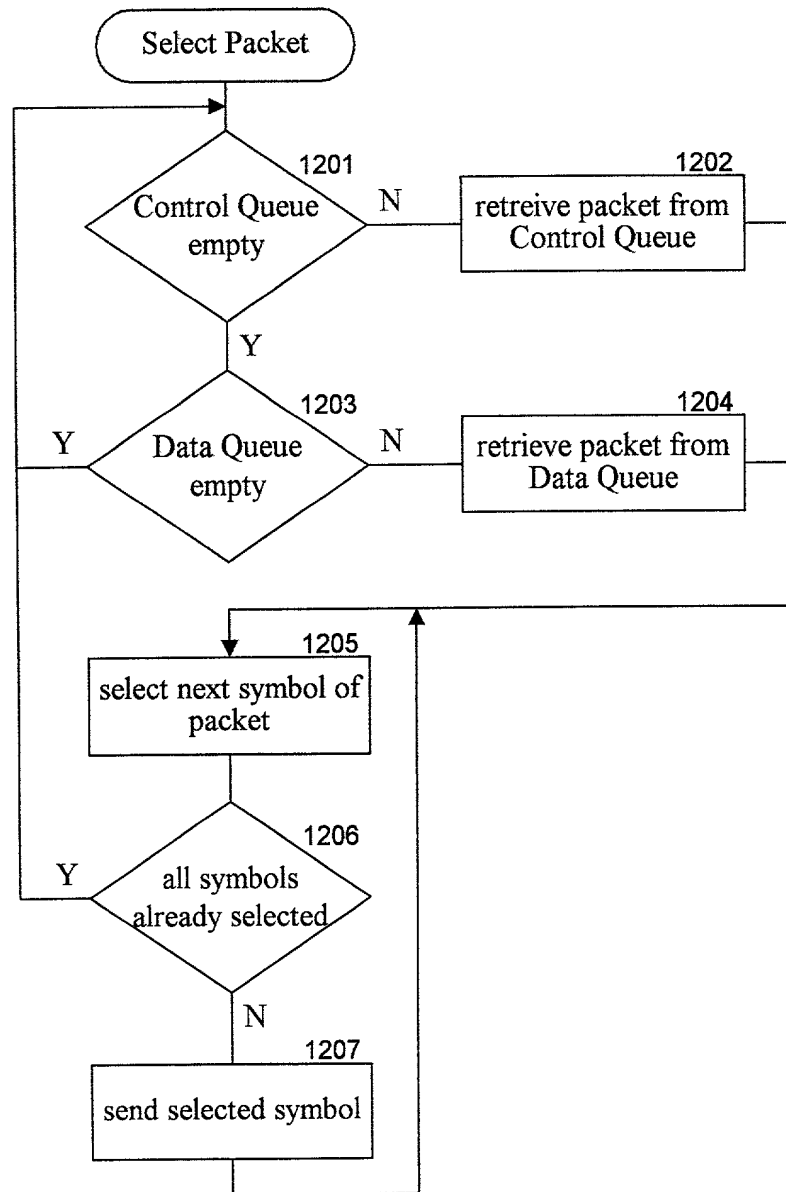 Select Packet
1201
Control Queue
empty
N
1202
retreive packet from
Control Queue
Y
1203
Data Queue
empty
Y
N
1204
retrieve packet from
Data Queue
1205
select next symbol of
packet
1206
all symbols
already selected
Y
N
1207
send selected symbol